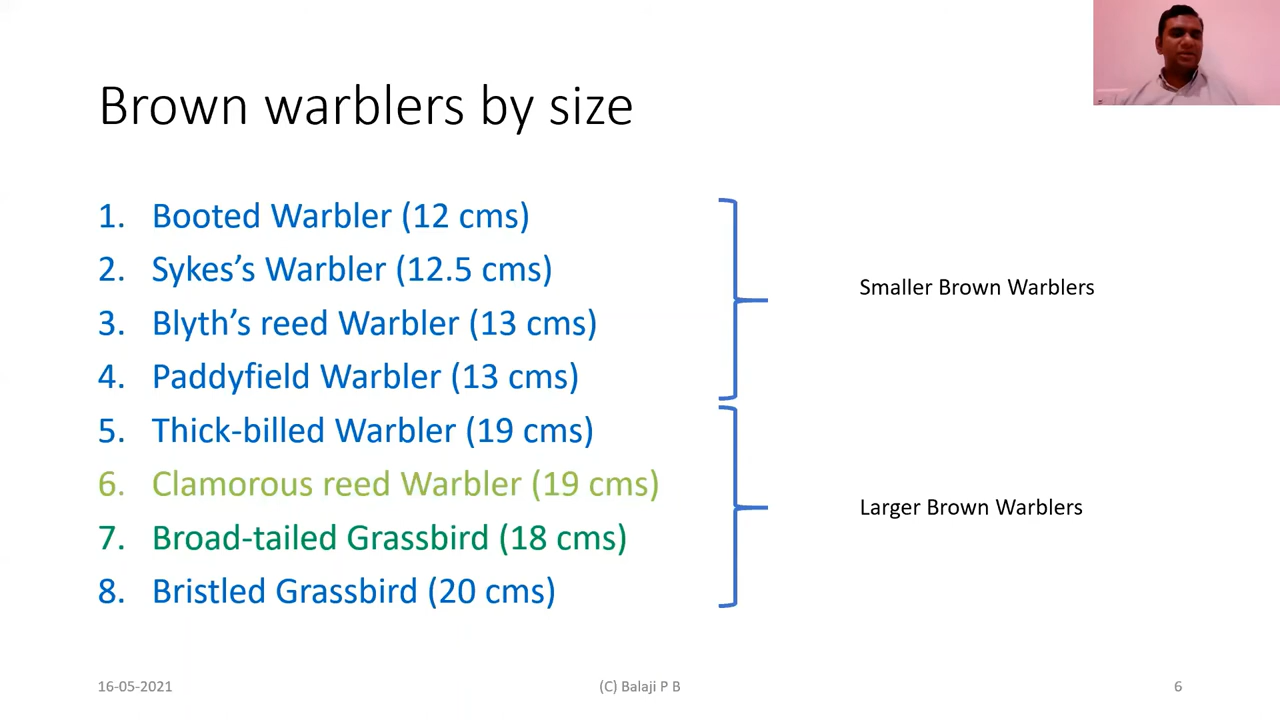 Brown warblers by size
1. Booted Warbler (12 cms)
2. Sykes’s Warbler (12.5 cms)
3. Blyth’s reed Warbler (13 cms)
4. Paddyfield Warbler (13 cms)
Smaller Brown Warblers
5. Thick-billed Warbler (19 cms)
6. Clamorous reed Warbler (19 cms)
7. Broad-tailed Grassbird (18 cms)
8. Bristled Grassbird (20 cms)
Larger Brown Warblers
16-05-2021
(C) Balaji P B
6